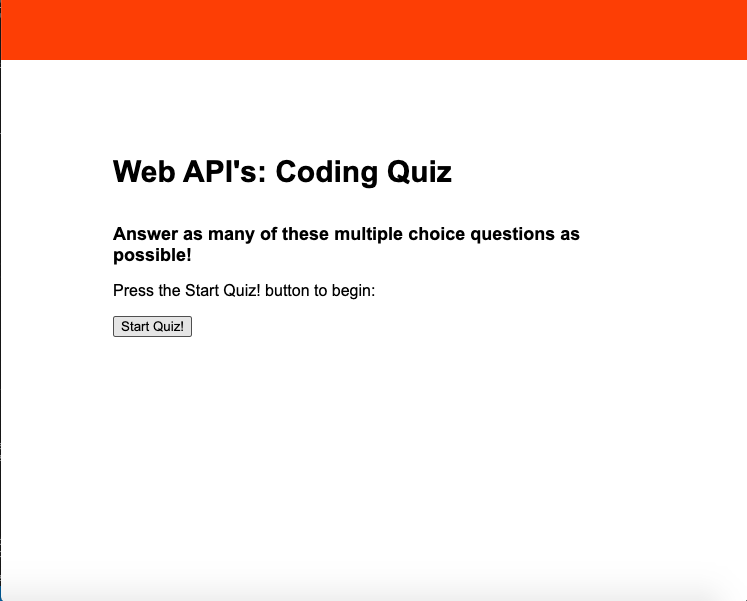 Web API's: Coding Quiz
Answer as many of these multiple choice questions as
possible!
Press the Start Quiz! button to begin:
Start Quiz!